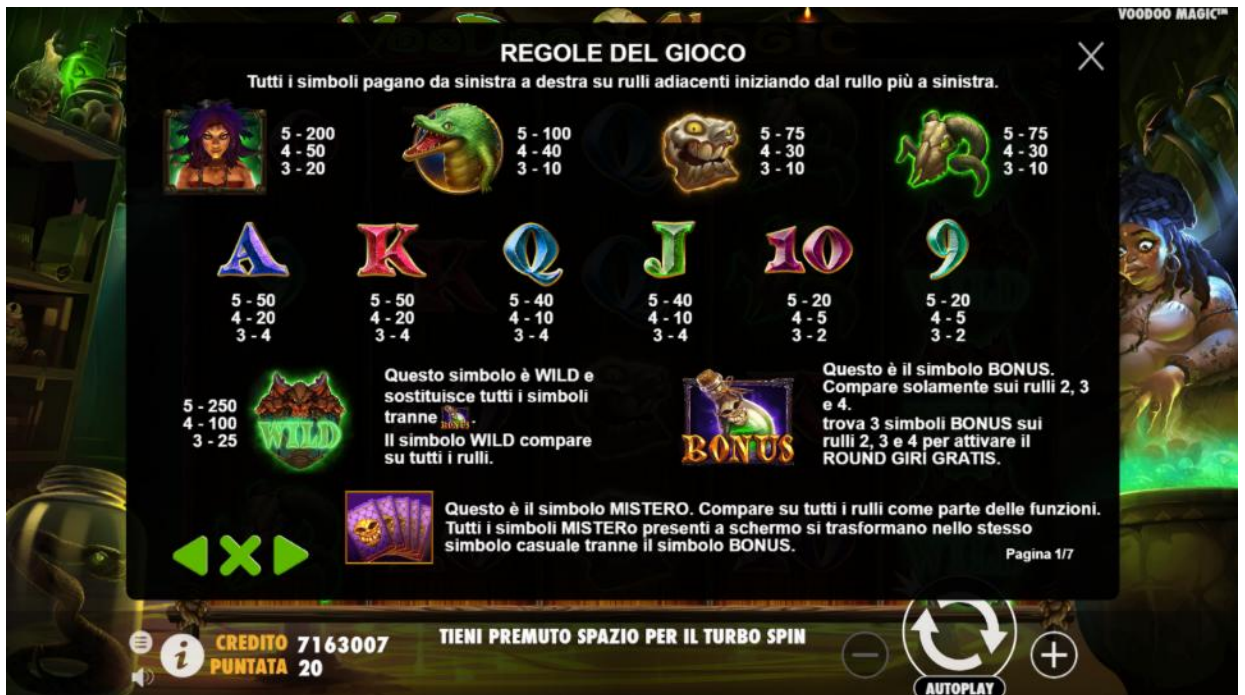 VOODOO MAGIC™
REGOLE DEL GIOCO
Tutti i simboli pagano da sinistra a destra su rulli adiacenti iniziando dal rullo più a sinistra.
5 - 200
4 - 50
3 - 20
5 - 100
4 - 40
3 - 10
5 - 75
4 - 30
3 - 10
5 - 75
4 - 30
3 - 10
A K Q J 10 9
5 - 50
4 - 20
3 - 4
5 - 50
4 - 20
3 - 4
5 - 40
4 - 10
3 - 4
5 - 40
4 - 10
3 - 4
5 - 20
4 - 5
3 - 2
5 - 20
4 - 5
3 - 2
5 - 250
4 - 100
3 - 25
WILD
Questo simbolo è WILD e
sostituisce tutti i simboli
tranne BONUS.
Il simbolo WILD compare
su tutti i rulli.
BONUS
Questo è il simbolo BONUS.
Compare solamente sui rulli 2, 3
e 4.
trova 3 simboli BONUS sui
rulli 2, 3 e 4 per attivare il
ROUND GIRI GRATIS.
Questo è il simbolo MISTERO. Compare su tutti i rulli come parte delle funzioni.
Tutti i simboli MISTERo presenti a schermo si trasformano nello stesso
simbolo casuale tranne il simbolo BONUS.
Pagina 1/7
CREDITO 7163007
PUNTATA 20
TIENI PREMUTO SPAZIO PER IL TURBO SPIN
AUTOPLAY